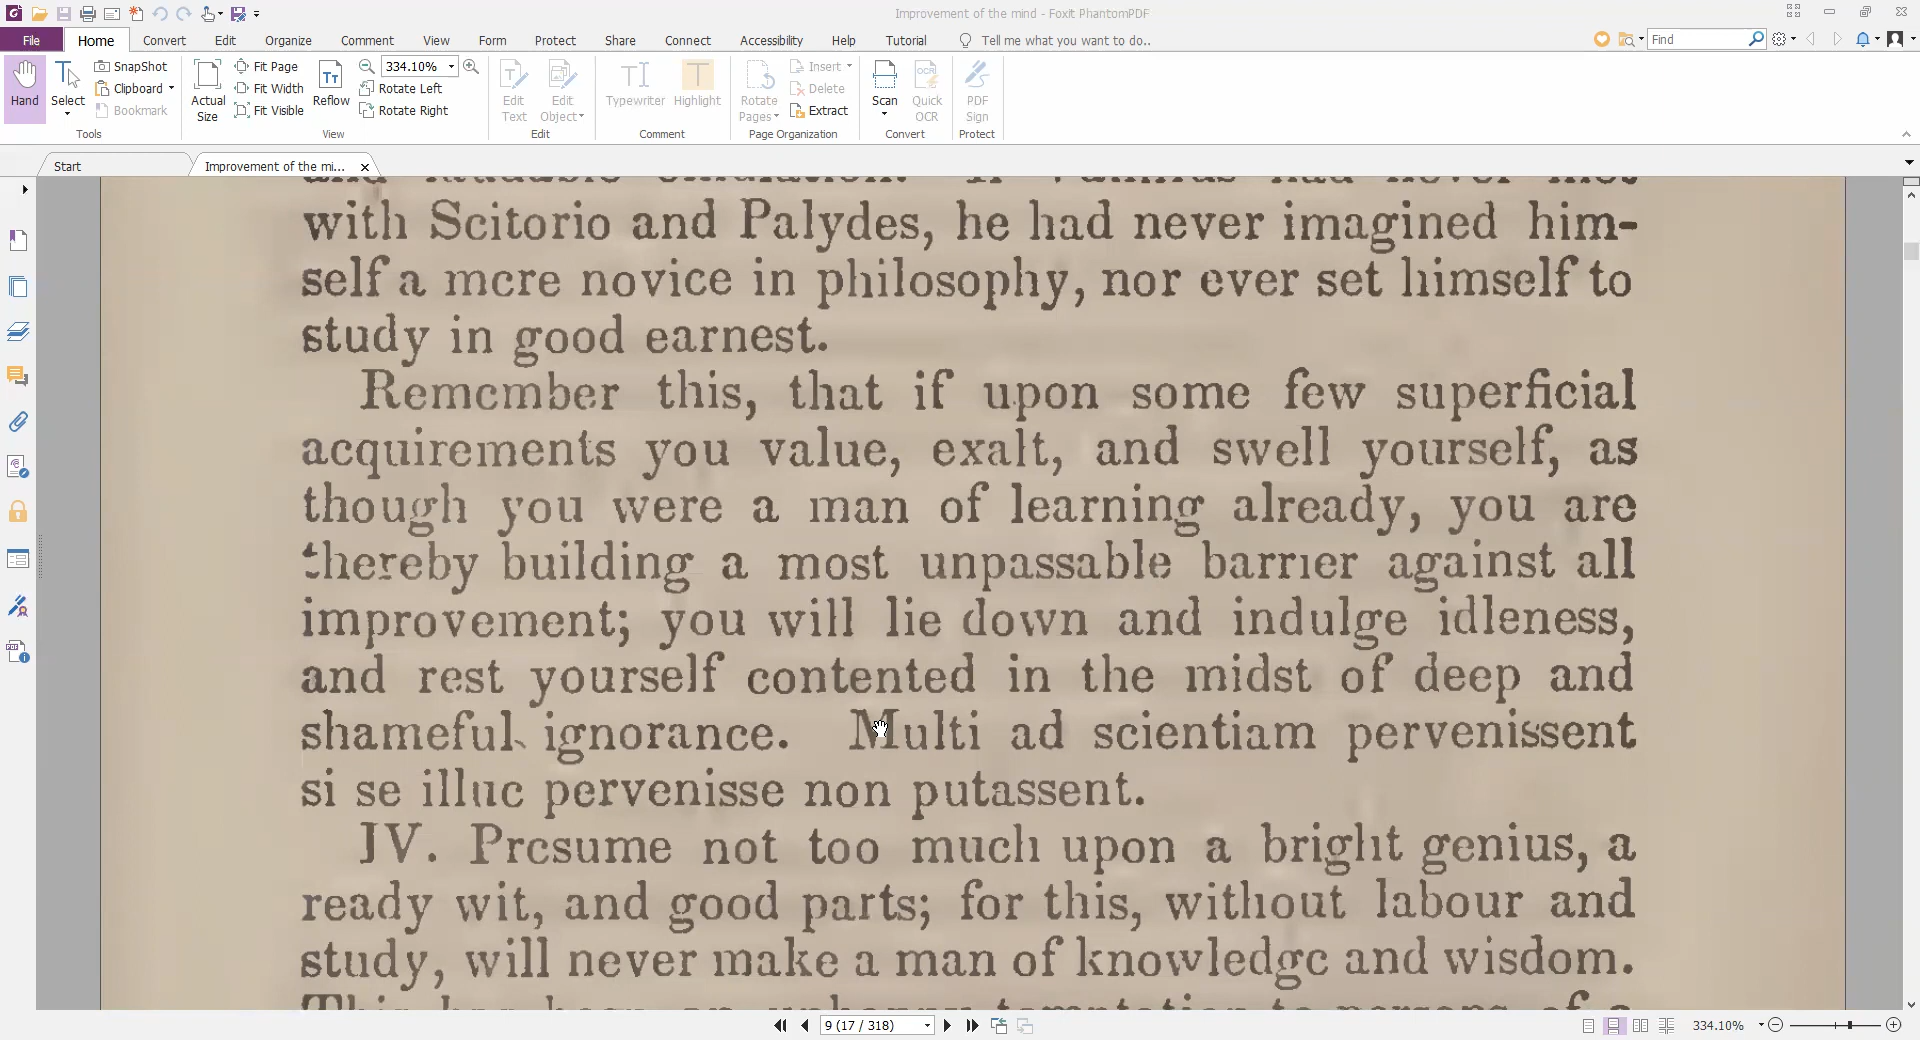 Improvement of the mind - Foxit PhantomPDF
File Home Convert Edit Organize Comment View Form Protect Share Connect Accessibility Help Tutorial Tell me what you want to do.. Find
Hand
Select
SnapShot
Clipboard
Bookmark
Tools
Actual Size
Fit Page
Fit Width
Fit Visible
Reflow
334.10%
Rotate Left
Rotate Right
View
Edit Text
Edit Object
Edit
Typewriter
Highlight
Comment
Rotate Pages
Insert
Delete
Extract
Page Organization
Scan
Quick OCR
Convert
PDF Sign
Protect
Start
Improvement of the mi...
with Scitorio and Palydes, he had never imagined him-
self a mere novice in philosophy, nor ever set himself to
study in good earnest.
Remember this, that if upon some few superficial
acquirements you value, exalt, and swell yourself, as
though you were a man of learning already, you are
thereby building a most unpassable barrier against all
improvement; you will lie down and indulge idleness,
and rest yourself contented in the midst of deep and
shameful ignorance. Multi ad scientiam pervenissent
si se illuc pervenisse non putassent.
IV. Presume not too much upon a bright genius, a
ready wit, and good parts; for this, without labour and
study, will never make a man of knowledge and wisdom.
9 (17 / 318)
334.10%